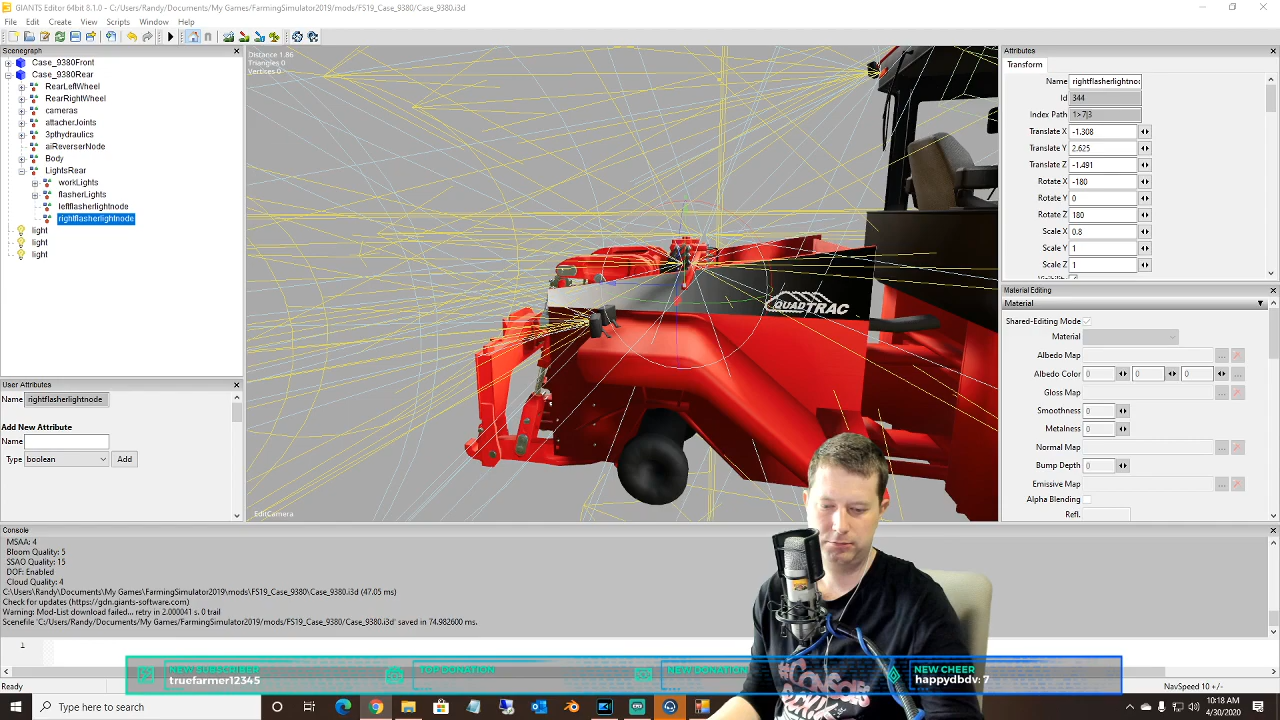 GIANTS Editor 64bit 8.1.0 - C:/Users/Randy/Documents/My Games/FarmingSimulator2019/mods/FS19_Case_9380/Case_9380.i3d
File Create View Scripts Window Help
Scenegraph
Case_9380Front
Case_9380Rear
RearLeftWheel
RearRightWheel
cameras
attacherJoints
3pthydraulics
aiReverserNode
Body
LightsRear
workLights
flasherLights
leftflasherlightnode
rightflasherlightnode
light
light
light
User Attributes
Name rightflasherlightnode
Add New Attribute
Name
Type boolean Add
Distance 1.86
Triangles 0
Vertices 0
QUADTRAC
EditCamera
Attributes
Transform
Name rightflasherlightnod
Id 344
Index Path 1>7|3
Translate X -1.308
Translate Y 2.625
Translate Z -1.491
Rotate X -180
Rotate Y 0
Rotate Z 180
Scale X 0.8
Scale Y 1
Scale Z 1
Material Editing
Material
Shared-Editing Mode
Material
Albedo Map ...
Albedo Color 0 0 0 ...
Gloss Map ...
Smoothness 0
Metalness 0
Normal Map ...
Bump Depth 0
Emissive Map ...
Alpha Blending
Refl.
Console
MSAA: 4
Bloom Quality: 5
SSAO Quality: 15
DOF: Enabled
Cloud Quality: 4
C:\Users\Randy\Documents\My Games\FarmingSimulator2019\mods\FS19_Case_9380\Case_9380.i3d (47.05 ms)
Check for updates (https://gdn.giants-software.com)
Warning: Mod-List download failed... retry in 2.000041 s. 0 trail
Scenefile 'C:/Users/Randy/Documents/My Games/FarmingSimulator2019/mods/FS19_Case_9380/Case_9380.i3d' saved in 74.982600 ms.
NEW SUBSCRIBER
truefarmer12345
TOP DONATION
NEW DONATION
NEW CHEER
happydbdv: 7
Ready
NavSpeed 10 +/-
Type here to search
10:18 AM
4/30/2020